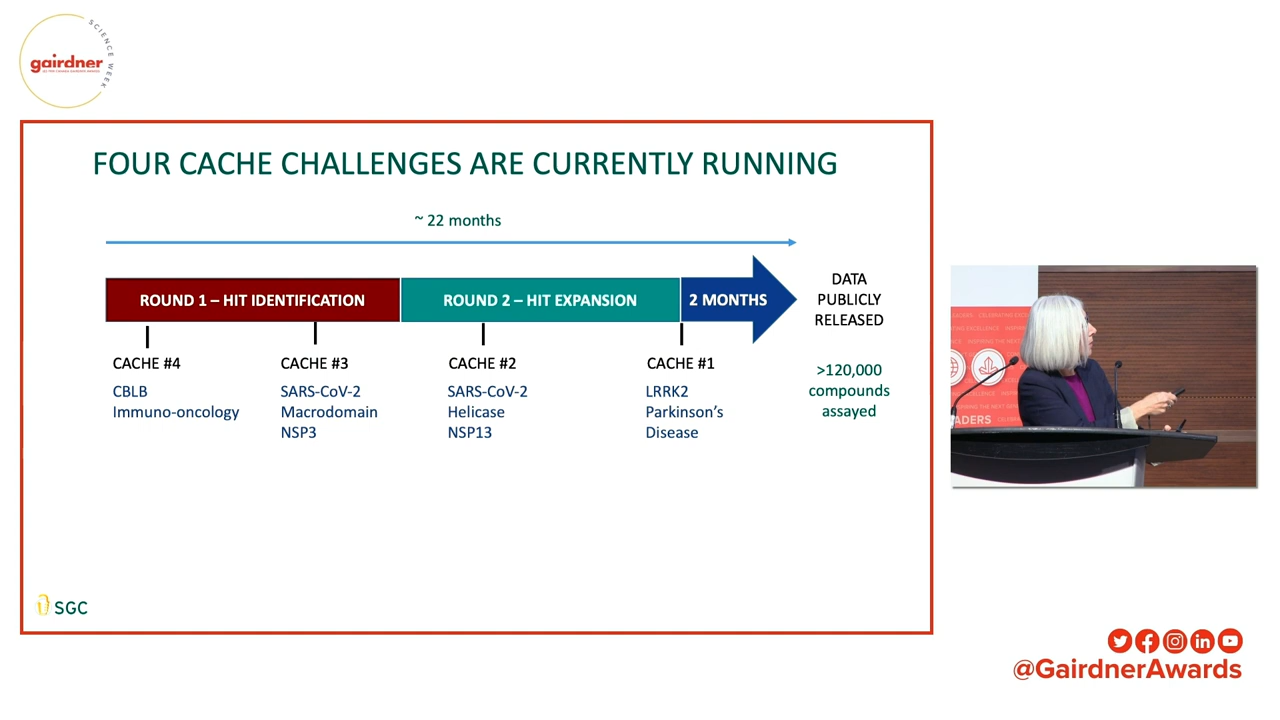 gairdner
SCIENCE WEEK
FOUR CACHE CHALLENGES ARE CURRENTLY RUNNING
~ 22 months
ROUND 1 – HIT IDENTIFICATION
ROUND 2 – HIT EXPANSION
2 MONTHS
DATA
PUBLICLY
RELEASED
CACHE #4
CBLB
Immuno-oncology
CACHE #3
SARS-CoV-2
Macrodomain
NSP3
CACHE #2
SARS-CoV-2
Helicase
NSP13
CACHE #1
LRRK2
Parkinson's
Disease
>120,000
compounds
assayed
SGC
@GairdnerAwards